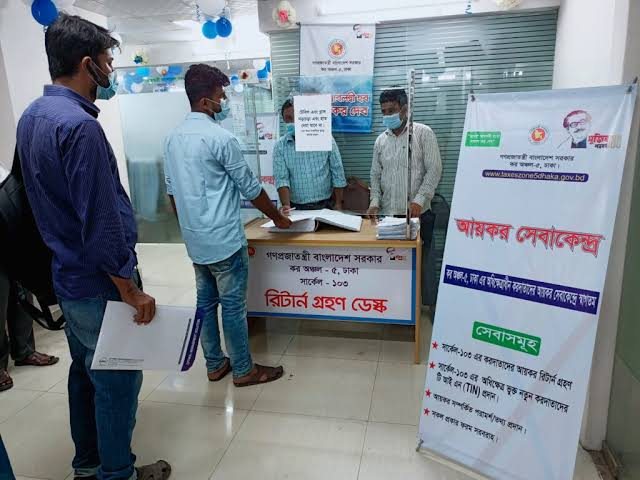 গণপ্রজাতন্ত্রী বাংলাদেশ সরকার
কর অঞ্চল-৫, ঢাকা
গণপ্রজাতন্ত্রী বাংলাদেশ সরকার
কর অঞ্চল - ৫, ঢাকা
সার্কেল - ১০৩
রিটার্ন গ্রহণ ডেস্ক
মুজিব
গণপ্রজাতন্ত্রী বাংলাদেশ সরকার
কর অঞ্চল-৫, ঢাকা।
www.taxeszone5dhaka.gov.bd
আয়কর সেবাকেন্দ্র
কর অঞ্চল-৫, ঢাকা এর অধিক্ষেত্রাধীন করদাতাদের আয়কর সেবাকেন্দ্রে স্বাগতম
সেবাসমূহ
★ সার্কেল-১০৩ এর করদাতাদের আয়কর রিটার্ন গ্রহণ
★ সার্কেল-১০৩ এর অধিক্ষেত্র ভুক্ত নতুন করদাতাদের
টি আই এন (TIN) প্রদান।
★ আয়কর সম্পর্কিত পরামর্শ/তথ্য প্রদান।
★ সকল প্রকার ফরম সরবরাহ।